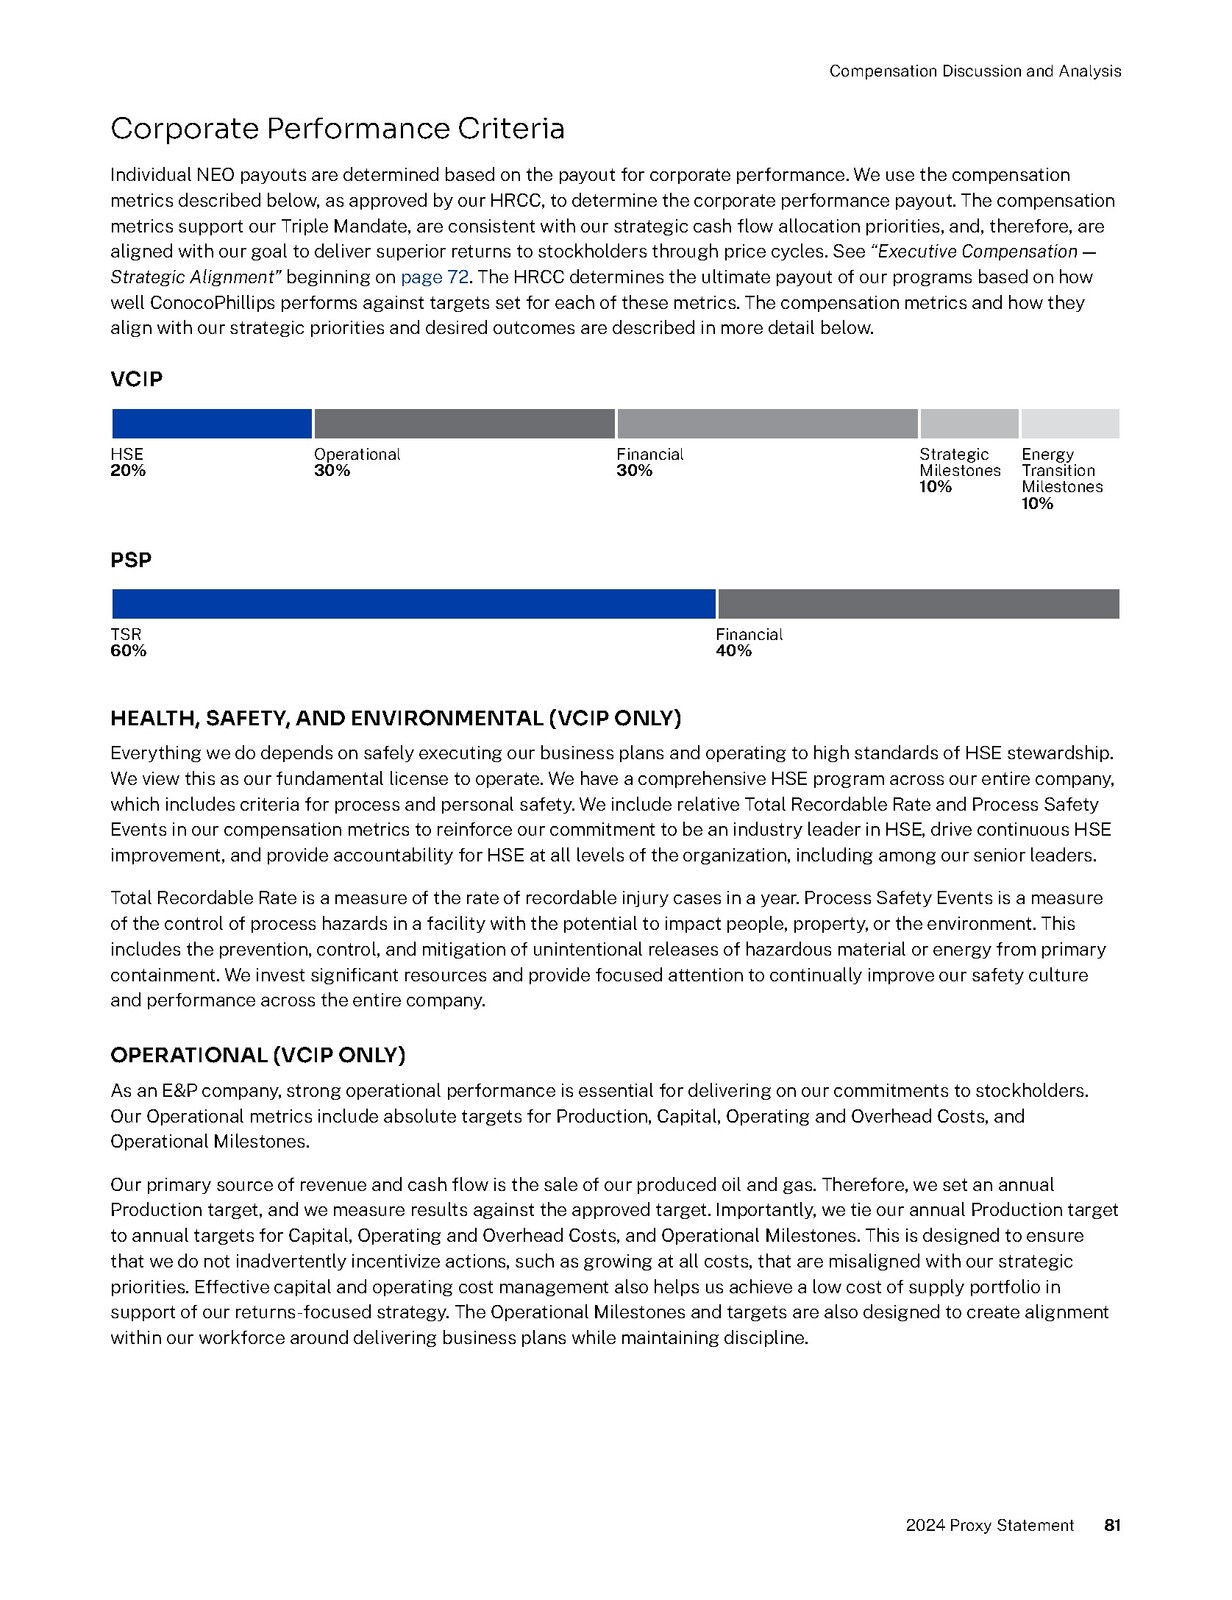 Compensation Discussion and Analysis
Corporate Performance Criteria
Individual NEO payouts are determined based on the payout for corporate performance. We use the compensation
metrics described below, as approved by our HRCC, to determine the corporate performance payout. The compensation
metrics support our Triple Mandate, are consistent with our strategic cash flow allocation priorities, and, therefore, are
aligned with our goal to deliver superior returns to stockholders through price cycles. See “Executive Compensation —
Strategic Alignment” beginning on page 72. The HRCC determines the ultimate payout of our programs based on how
well ConocoPhillips performs against targets set for each of these metrics. The compensation metrics and how they
align with our strategic priorities and desired outcomes are described in more detail below.
VCIP
HSE
20%
Operational
30%
Financial
30%
Strategic
Milestones
10%
Energy
Transition
Milestones
10%
PSP
TSR
60%
Financial
40%
HEALTH, SAFETY, AND ENVIRONMENTAL (VCIP ONLY)
Everything we do depends on safely executing our business plans and operating to high standards of HSE stewardship.
We view this as our fundamental license to operate. We have a comprehensive HSE program across our entire company,
which includes criteria for process and personal safety. We include relative Total Recordable Rate and Process Safety
Events in our compensation metrics to reinforce our commitment to be an industry leader in HSE, drive continuous HSE
improvement, and provide accountability for HSE at all levels of the organization, including among our senior leaders.
Total Recordable Rate is a measure of the rate of recordable injury cases in a year. Process Safety Events is a measure
of the control of process hazards in a facility with the potential to impact people, property, or the environment. This
includes the prevention, control, and mitigation of unintentional releases of hazardous material or energy from primary
containment. We invest significant resources and provide focused attention to continually improve our safety culture
and performance across the entire company.
OPERATIONAL (VCIP ONLY)
As an E&P company, strong operational performance is essential for delivering on our commitments to stockholders.
Our Operational metrics include absolute targets for Production, Capital, Operating and Overhead Costs, and
Operational Milestones.
Our primary source of revenue and cash flow is the sale of our produced oil and gas. Therefore, we set an annual
Production target, and we measure results against the approved target. Importantly, we tie our annual Production target
to annual targets for Capital, Operating and Overhead Costs, and Operational Milestones. This is designed to ensure
that we do not inadvertently incentivize actions, such as growing at all costs, that are misaligned with our strategic
priorities. Effective capital and operating cost management also helps us achieve a low cost of supply portfolio in
support of our returns-focused strategy. The Operational Milestones and targets are also designed to create alignment
within our workforce around delivering business plans while maintaining discipline.
2024 Proxy Statement 81